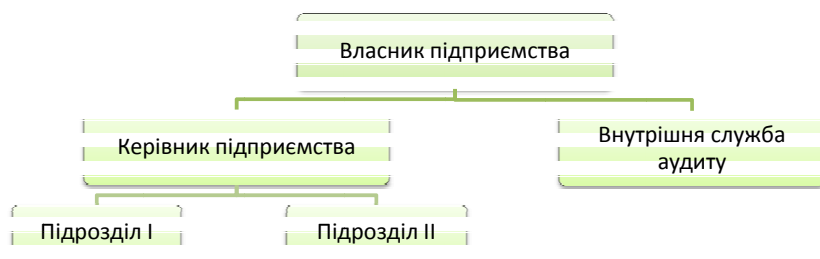 Власник підприємства
Керівник підприємства
Внутрішня служба
аудиту
Підрозділ І
Підрозділ ІІ